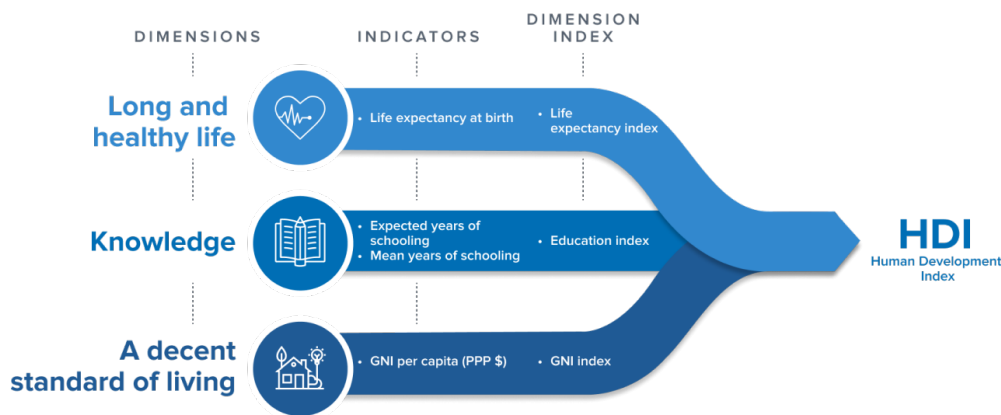 DIMENSIONS
INDICATORS
DIMENSION
INDEX
Long and
healthy life
• Life expectancy at birth
• Life
expectancy index
Knowledge
• Expected years of
schooling
• Mean years of schooling
• Education index
A decent
standard of living
• GNI per capita (PPP $)
• GNI index
HDI
Human Development
Index